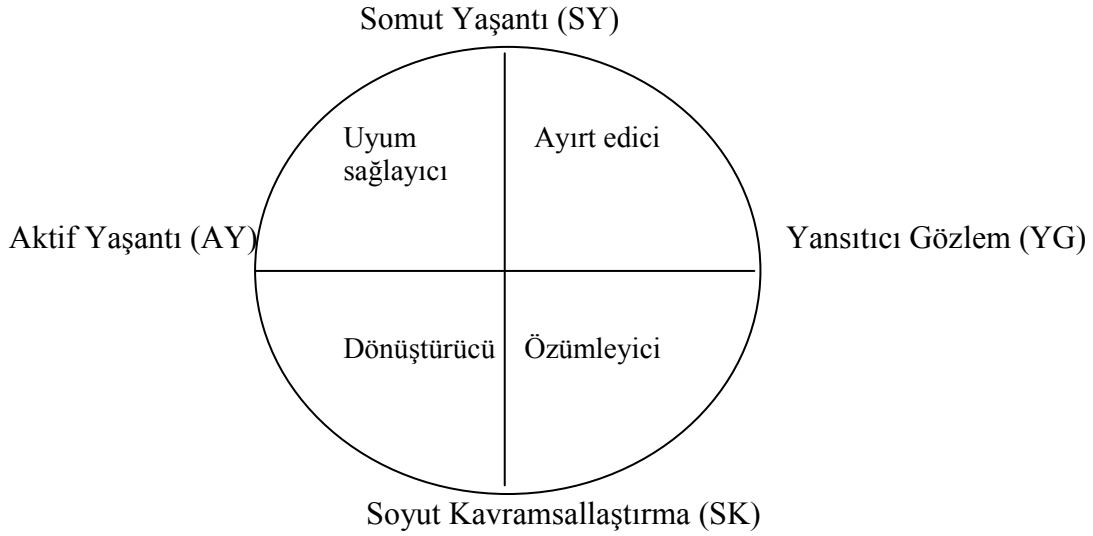 Somut Yaşantı (SY)
Uyum
sağlayıcı
Ayırt edici
Aktif Yaşantı (AY)
Yansıtıcı Gözlem (YG)
Dönüştürücü
Özümleyici
Soyut Kavramsallaştırma (SK)